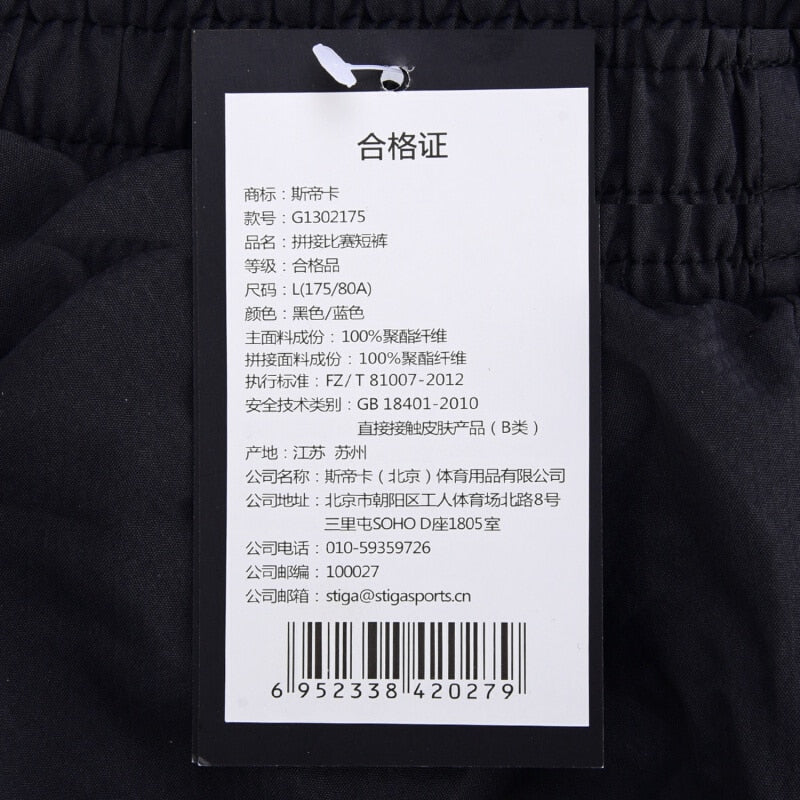 合格证
商标：斯帝卡
款号：G1302175
品名：拼接比赛短裤
等级：合格品
尺码：L(175/80A)
颜色：黑色/蓝色
主面料成份：100%聚酯纤维
拼接面料成份：100%聚酯纤维
执行标准：FZ/T 81007-2012
安全技术类别：GB 18401-2010
直接接触皮肤产品（B类）
产地：江苏 苏州
公司名称：斯帝卡（北京）体育用品有限公司
公司地址：北京市朝阳区工人体育场北路8号
三里屯SOHO D座1805室
公司电话：010-59359726
公司邮编：100027
公司邮箱：stiga@stigasports.cn
6 952338 420279